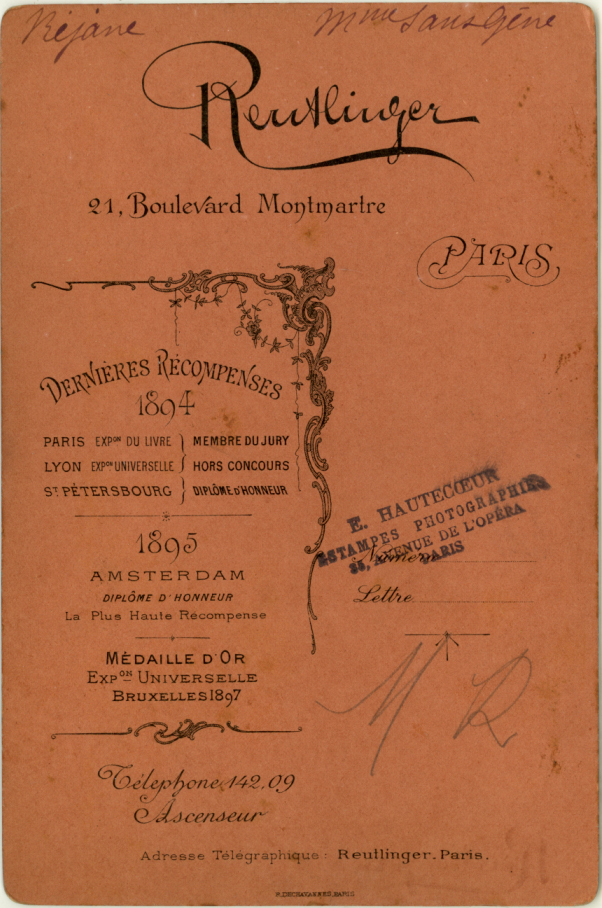 Réjane Mme Sans Gêne
Reutlinger
21, Boulevard Montmartre
PARIS
DERNIÈRES RÉCOMPENSES
1894
PARIS EXPON DU LIVRE } MEMBRE DU JURY
LYON EXPON UNIVERSELLE } HORS CONCOURS
ST PÉTERSBOURG } DIPLÔME D'HONNEUR
1895
AMSTERDAM
DIPLÔME D'HONNEUR
La Plus Haute Récompense
MÉDAILLE D'OR
EXPON UNIVERSELLE
BRUXELLES 1897
Téléphone, 142.09
Ascenseur
E. HAUTECŒUR
ESTAMPES PHOTOGRAPHIES
35, AVENUE DE L'OPÉRA
PARIS
Numéro
Lettre
M R
Adresse Télégraphique: Reutlinger. Paris.